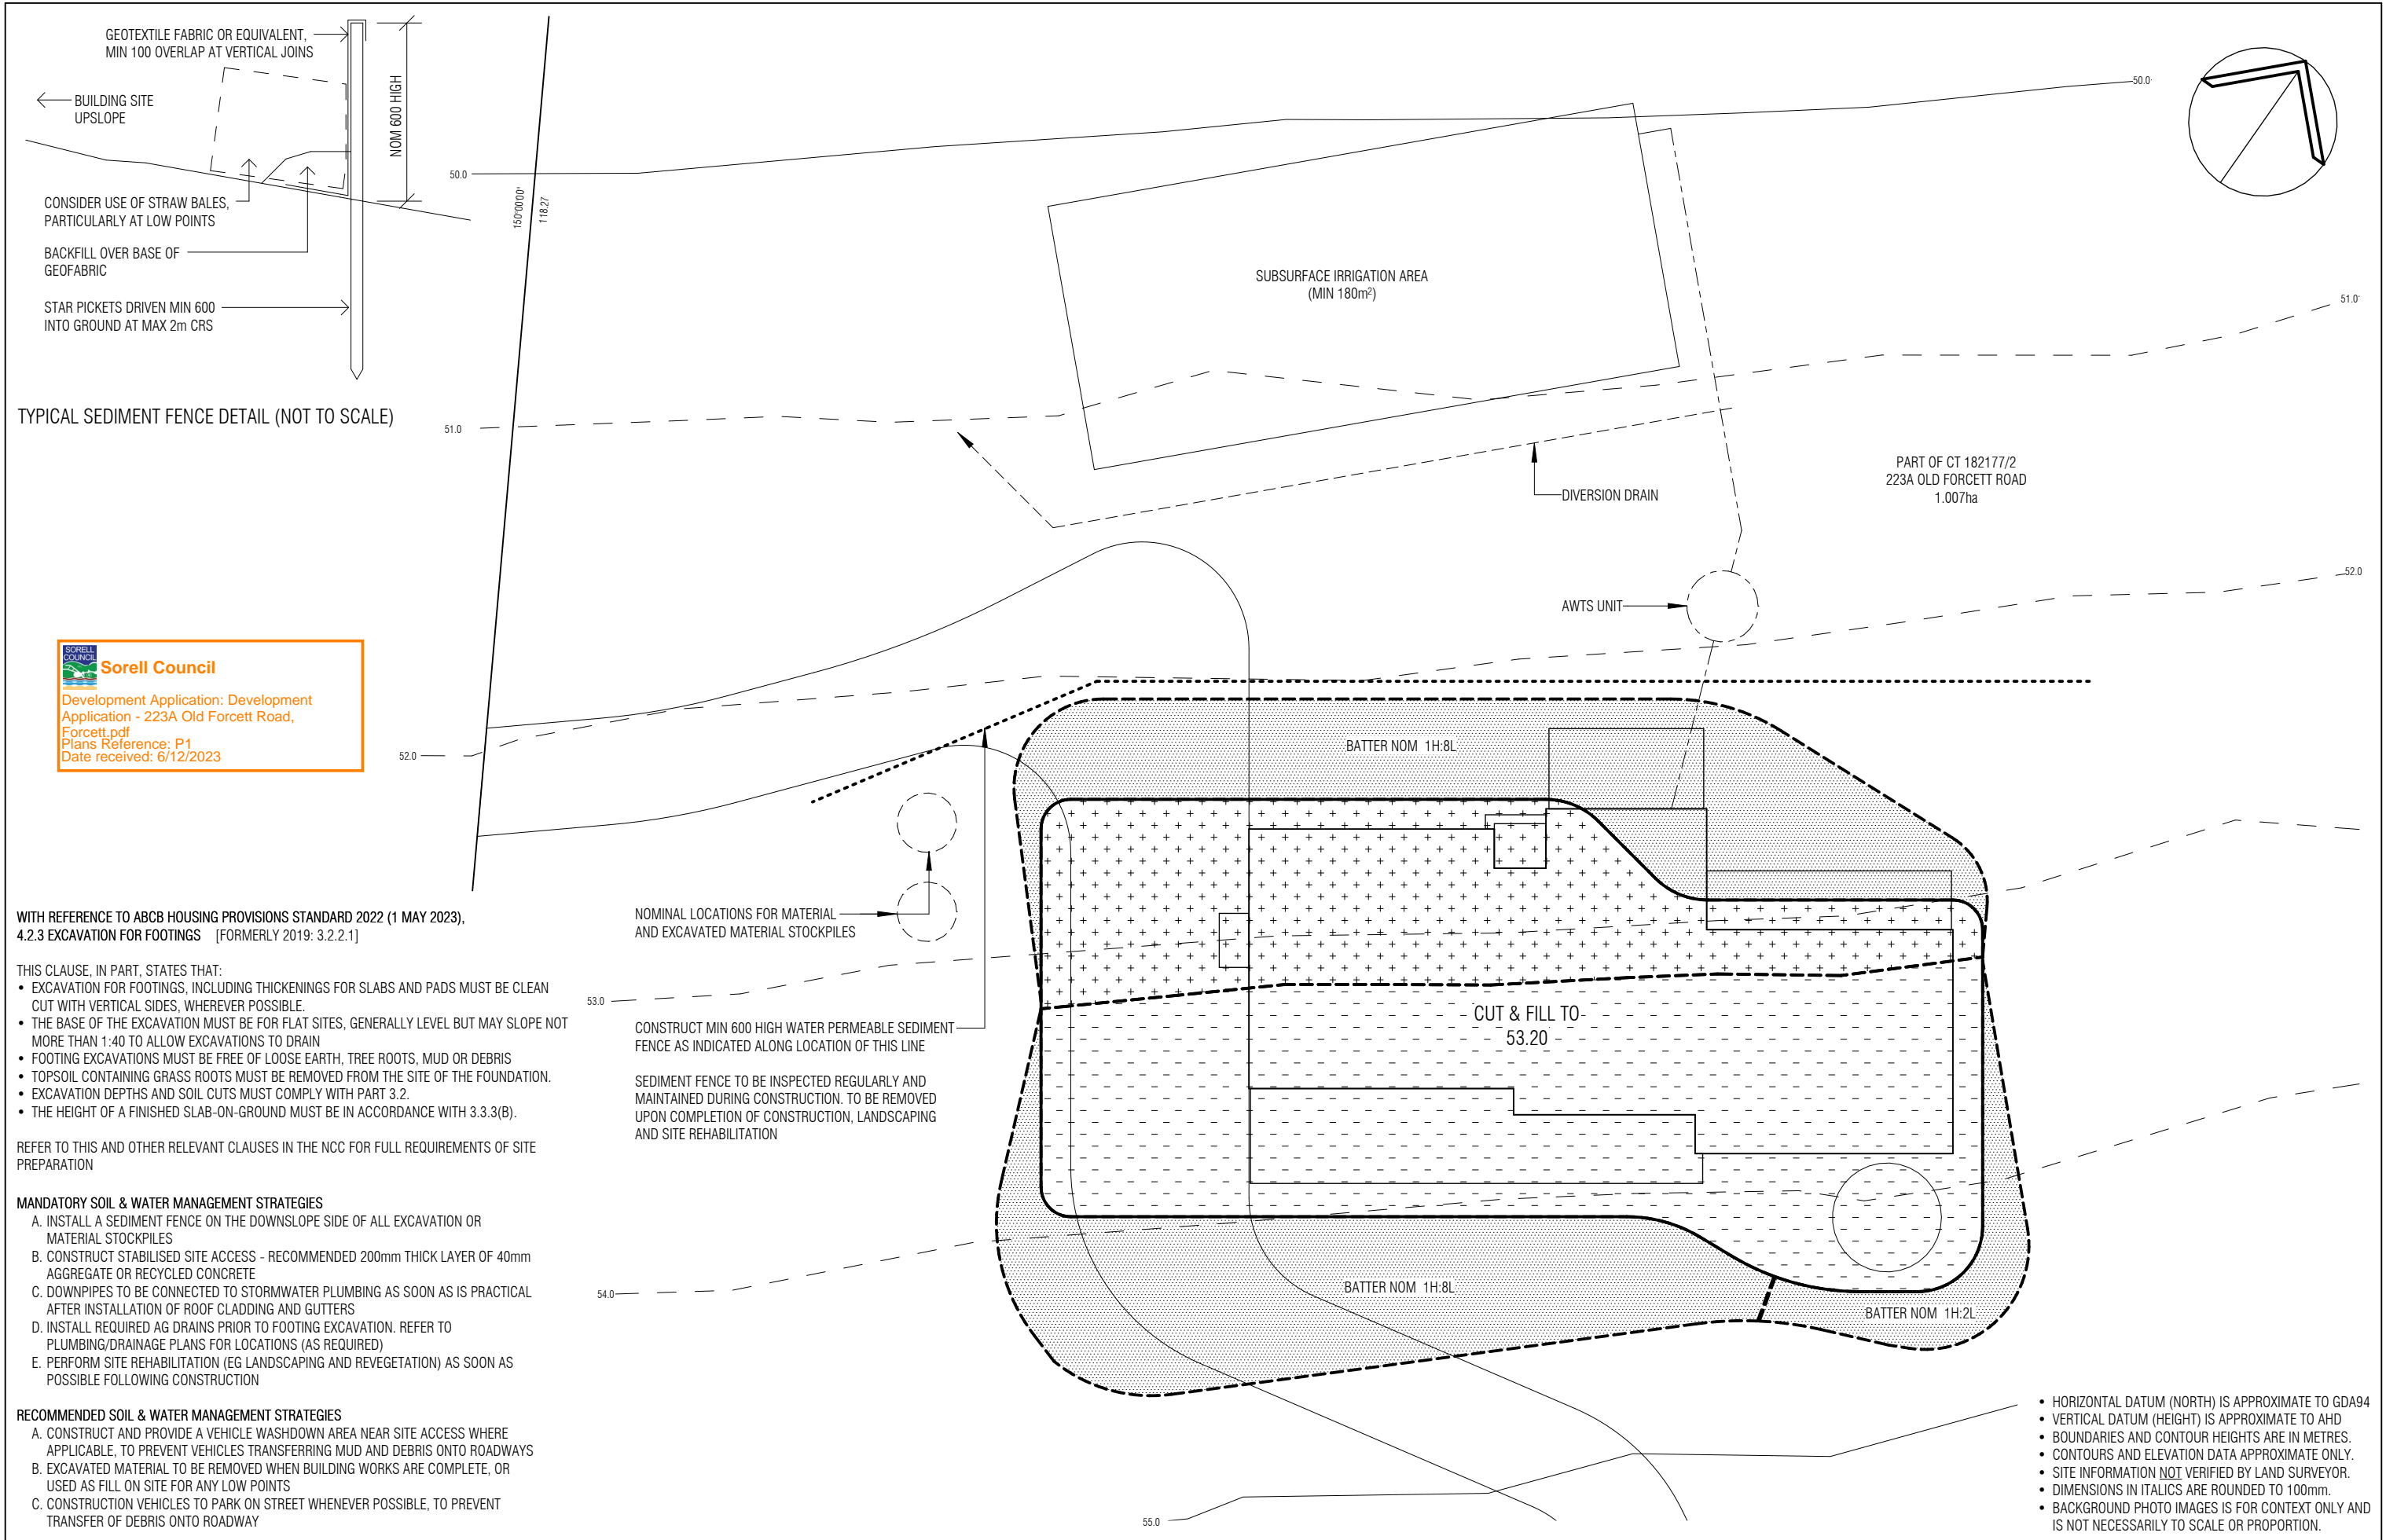 GEOTEXTILE FABRIC OR EQUIVALENT,
MIN 100 OVERLAP AT VERTICAL JOINS
BUILDING SITE
UPSLOPE
NOM 600 HIGH
CONSIDER USE OF STRAW BALES,
PARTICULARLY AT LOW POINTS
BACKFILL OVER BASE OF
GEOFABRIC
STAR PICKETS DRIVEN MIN 600
INTO GROUND AT MAX 2m CRS
TYPICAL SEDIMENT FENCE DETAIL (NOT TO SCALE)
50.0
50.0
150°00'00"
118.27
SUBSURFACE IRRIGATION AREA
(MIN 180m²)
51.0
51.0
PART OF CT 182177/2
223A OLD FORCETT ROAD
1.007ha
DIVERSION DRAIN
AWTS UNIT
52.0
52.0
SORELL
COUNCIL
Sorell Council
Development Application: Development
Application - 223A Old Forcett Road,
Forcett.pdf
Plans Reference: P1
Date received: 6/12/2023
BATTER NOM 1H:8L
NOMINAL LOCATIONS FOR MATERIAL
AND EXCAVATED MATERIAL STOCKPILES
53.0
CONSTRUCT MIN 600 HIGH WATER PERMEABLE SEDIMENT
FENCE AS INDICATED ALONG LOCATION OF THIS LINE
SEDIMENT FENCE TO BE INSPECTED REGULARLY AND
MAINTAINED DURING CONSTRUCTION. TO BE REMOVED
UPON COMPLETION OF CONSTRUCTION, LANDSCAPING
AND SITE REHABILITATION
CUT & FILL TO
53.20
54.0
BATTER NOM 1H:8L
BATTER NOM 1H:2L
55.0
WITH REFERENCE TO ABCB HOUSING PROVISIONS STANDARD 2022 (1 MAY 2023),
4.2.3 EXCAVATION FOR FOOTINGS [FORMERLY 2019: 3.2.2.1]
THIS CLAUSE, IN PART, STATES THAT:
• EXCAVATION FOR FOOTINGS, INCLUDING THICKENINGS FOR SLABS AND PADS MUST BE CLEAN
CUT WITH VERTICAL SIDES, WHEREVER POSSIBLE.
• THE BASE OF THE EXCAVATION MUST BE FOR FLAT SITES, GENERALLY LEVEL BUT MAY SLOPE NOT
MORE THAN 1:40 TO ALLOW EXCAVATIONS TO DRAIN
• FOOTING EXCAVATIONS MUST BE FREE OF LOOSE EARTH, TREE ROOTS, MUD OR DEBRIS
• TOPSOIL CONTAINING GRASS ROOTS MUST BE REMOVED FROM THE SITE OF THE FOUNDATION.
• EXCAVATION DEPTHS AND SOIL CUTS MUST COMPLY WITH PART 3.2.
• THE HEIGHT OF A FINISHED SLAB-ON-GROUND MUST BE IN ACCORDANCE WITH 3.3.3(B).
REFER TO THIS AND OTHER RELEVANT CLAUSES IN THE NCC FOR FULL REQUIREMENTS OF SITE
PREPARATION
MANDATORY SOIL & WATER MANAGEMENT STRATEGIES
A. INSTALL A SEDIMENT FENCE ON THE DOWNSLOPE SIDE OF ALL EXCAVATION OR
MATERIAL STOCKPILES
B. CONSTRUCT STABILISED SITE ACCESS - RECOMMENDED 200mm THICK LAYER OF 40mm
AGGREGATE OR RECYCLED CONCRETE
C. DOWNPIPES TO BE CONNECTED TO STORMWATER PLUMBING AS SOON AS IS PRACTICAL
AFTER INSTALLATION OF ROOF CLADDING AND GUTTERS
D. INSTALL REQUIRED AG DRAINS PRIOR TO FOOTING EXCAVATION. REFER TO
PLUMBING/DRAINAGE PLANS FOR LOCATIONS (AS REQUIRED)
E. PERFORM SITE REHABILITATION (EG LANDSCAPING AND REVEGETATION) AS SOON AS
POSSIBLE FOLLOWING CONSTRUCTION
RECOMMENDED SOIL & WATER MANAGEMENT STRATEGIES
A. CONSTRUCT AND PROVIDE A VEHICLE WASHDOWN AREA NEAR SITE ACCESS WHERE
APPLICABLE, TO PREVENT VEHICLES TRANSFERRING MUD AND DEBRIS ONTO ROADWAYS
B. EXCAVATED MATERIAL TO BE REMOVED WHEN BUILDING WORKS ARE COMPLETE, OR
USED AS FILL ON SITE FOR ANY LOW POINTS
C. CONSTRUCTION VEHICLES TO PARK ON STREET WHENEVER POSSIBLE, TO PREVENT
TRANSFER OF DEBRIS ONTO ROADWAY
• HORIZONTAL DATUM (NORTH) IS APPROXIMATE TO GDA94
• VERTICAL DATUM (HEIGHT) IS APPROXIMATE TO AHD
• BOUNDARIES AND CONTOUR HEIGHTS ARE IN METRES.
• CONTOURS AND ELEVATION DATA APPROXIMATE ONLY.
• SITE INFORMATION NOT VERIFIED BY LAND SURVEYOR.
• DIMENSIONS IN ITALICS ARE ROUNDED TO 100mm.
• BACKGROUND PHOTO IMAGES IS FOR CONTEXT ONLY AND
IS NOT NECESSARILY TO SCALE OR PROPORTION.